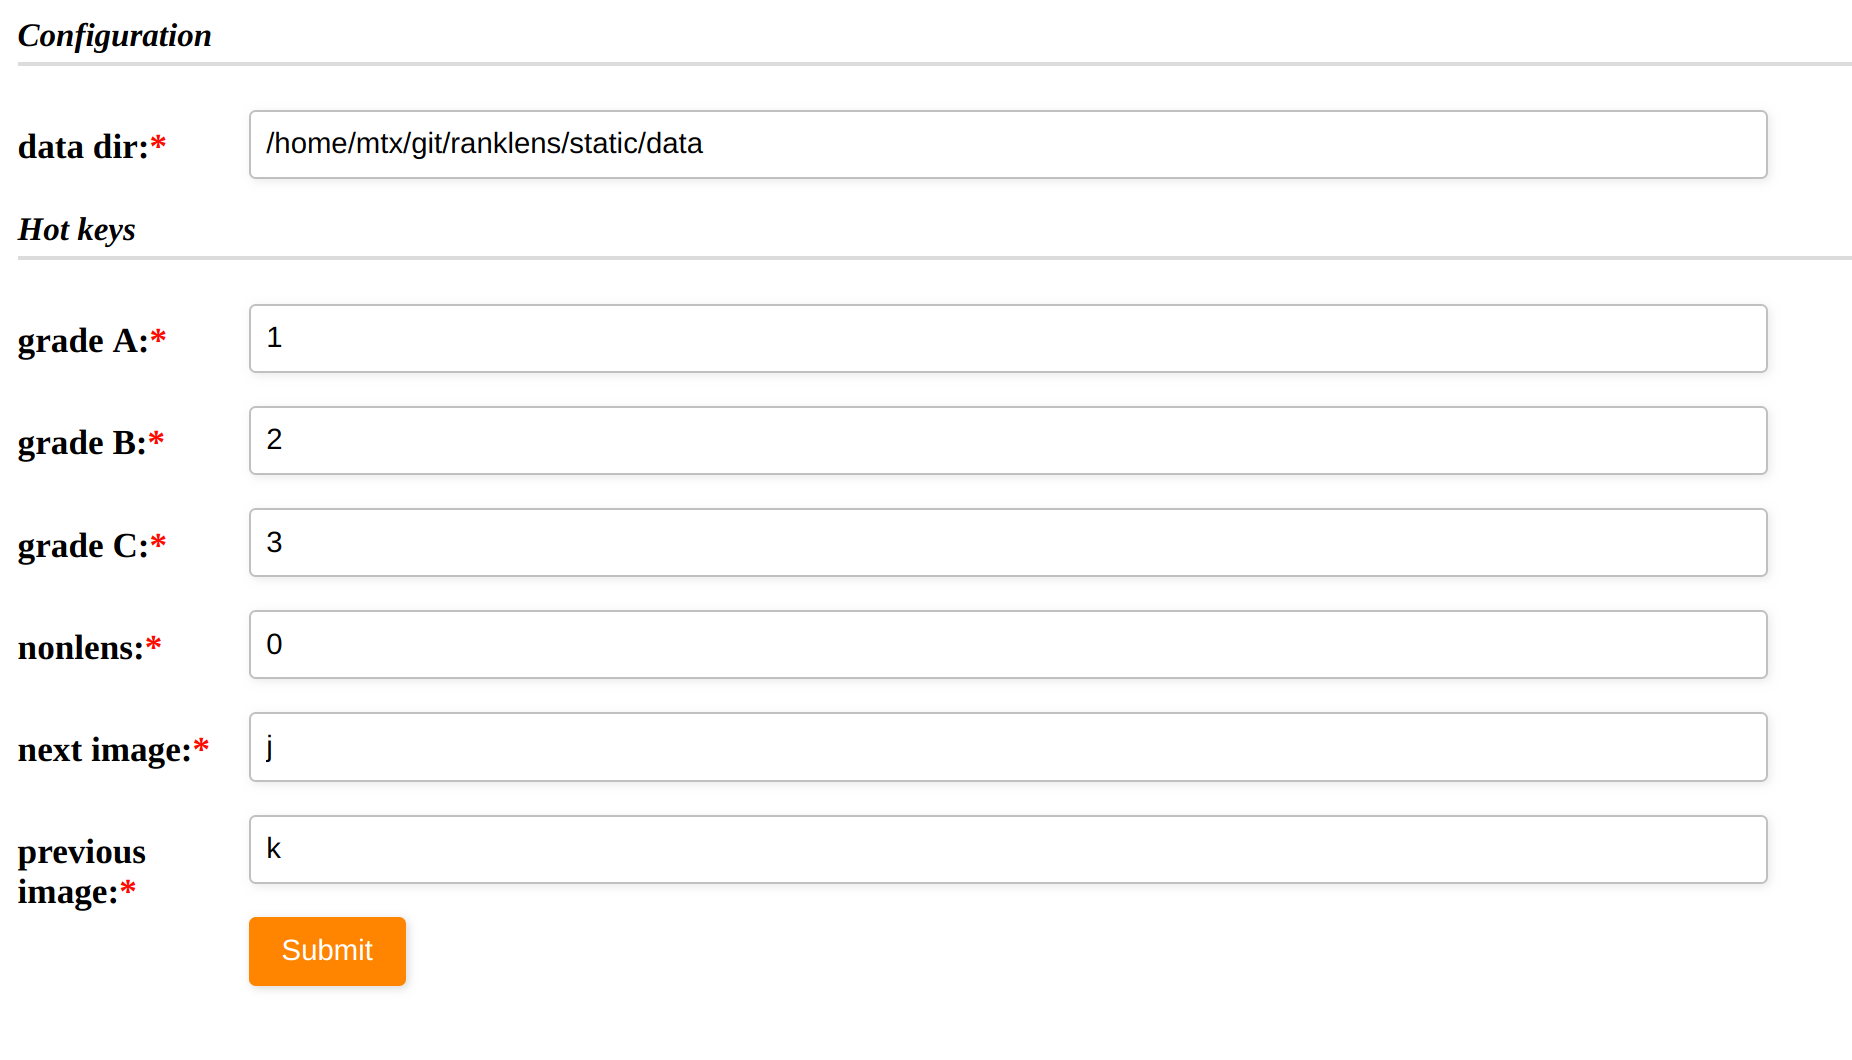 Configuration
data dir:* /home/mtx/git/ranklens/static/data
Hot keys
grade A:* 1
grade B:* 2
grade C:* 3
nonlens:* 0
next image:* j
previous image:* k
Submit